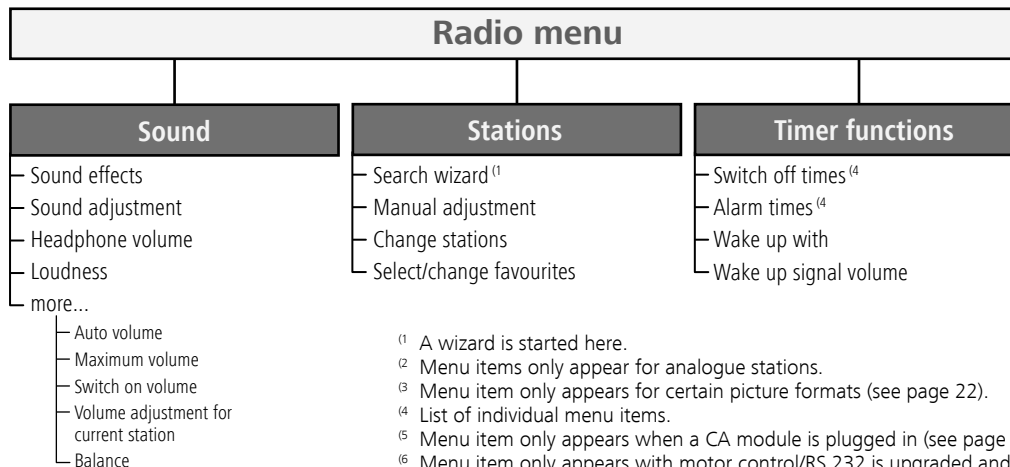 Radio menu
Sound
Sound effects
Sound adjustment
Headphone volume
Loudness
more...
Auto volume
Maximum volume
Switch on volume
Volume adjustment for
current station
Balance
Stations
Search wizard (1
Manual adjustment
Change stations
Select/change favourites
Timer functions
Switch off times (4
Alarm times (4
Wake up with
Wake up signal volume
(1 A wizard is started here.
(2 Menu items only appear for analogue stations.
(3 Menu item only appears for certain picture formats (see page 22).
(4 List of individual menu items.
(5 Menu item only appears when a CA module is plugged in (see page
(6 Menu item only appears with motor control/RS 232 is upgraded and